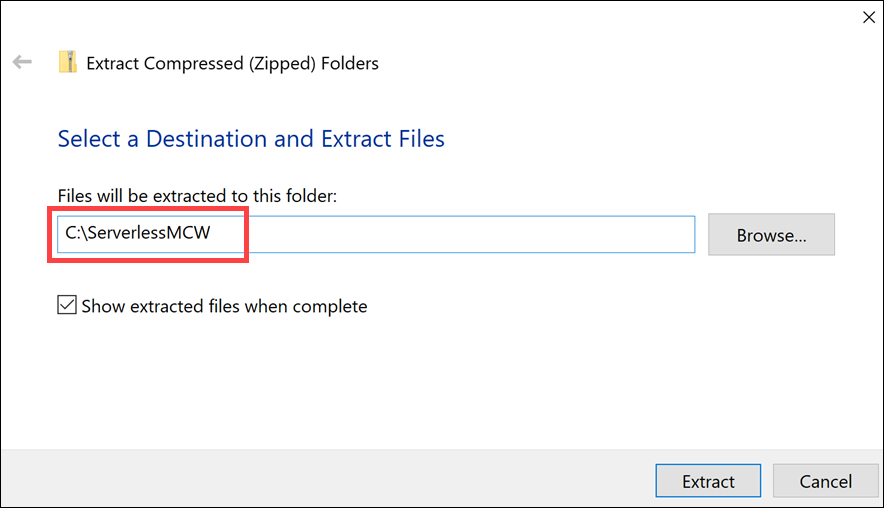 Extract Compressed (Zipped) Folders
Select a Destination and Extract Files
Files will be extracted to this folder:
C:\ServerlessMCW
Browse...
Show extracted files when complete
Extract
Cancel